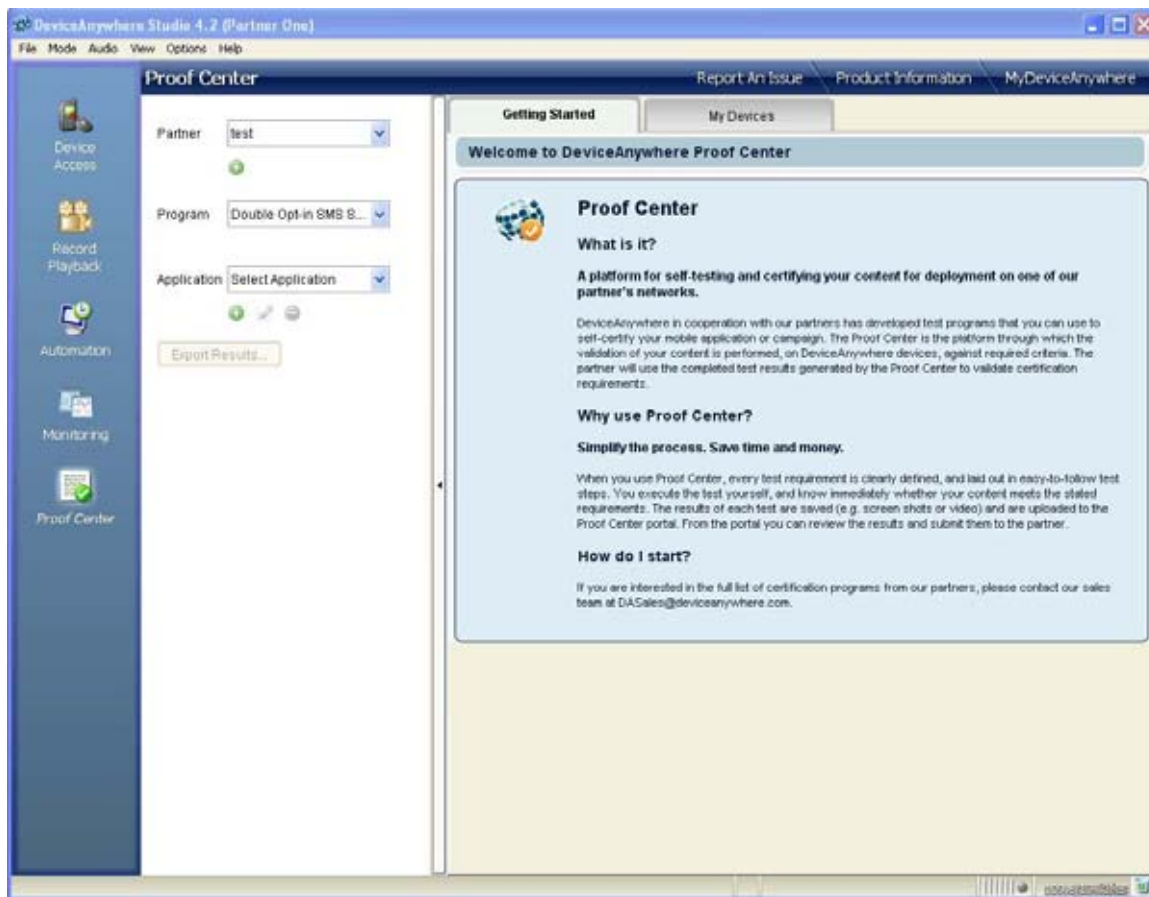 DeviceAnywhere Studio 4.2 (Partner One)
File Mode Audio View Options Help
Proof Center
Report An Issue
Product Information
MyDeviceAnywhere
Device
Access
Record
Playback
Automation
Monitoring
Proof Center
Partner
test
Program
Double Opt-in SMS S...
Application
Select Application
Export Results...
Getting Started
My Devices
Welcome to DeviceAnywhere Proof Center
Proof Center
What is it?
A platform for self-testing and certifying your content for deployment on one of our
partner's networks.
DeviceAnywhere in cooperation with our partners has developed test programs that you can use to
self-certify your mobile application or campaign. The Proof Center is the platform through which the
validation of your content is performed, on DeviceAnywhere devices, against required criteria. The
partner will use the completed test results generated by the Proof Center to validate certification
requirements.
Why use Proof Center?
Simplify the process. Save time and money.
When you use Proof Center, every test requirement is clearly defined, and laid out in easy-to-follow test
steps. You execute the test yourself, and know immediately whether your content meets the stated
requirements. The results of each test are saved (e.g. screen shots or video) and are uploaded to the
Proof Center portal. From the portal you can review the results and submit them to the partner.
How do I start?
If you are interested in the full list of certification programs from our partners, please contact our sales
team at DASales@deviceanywhere.com.